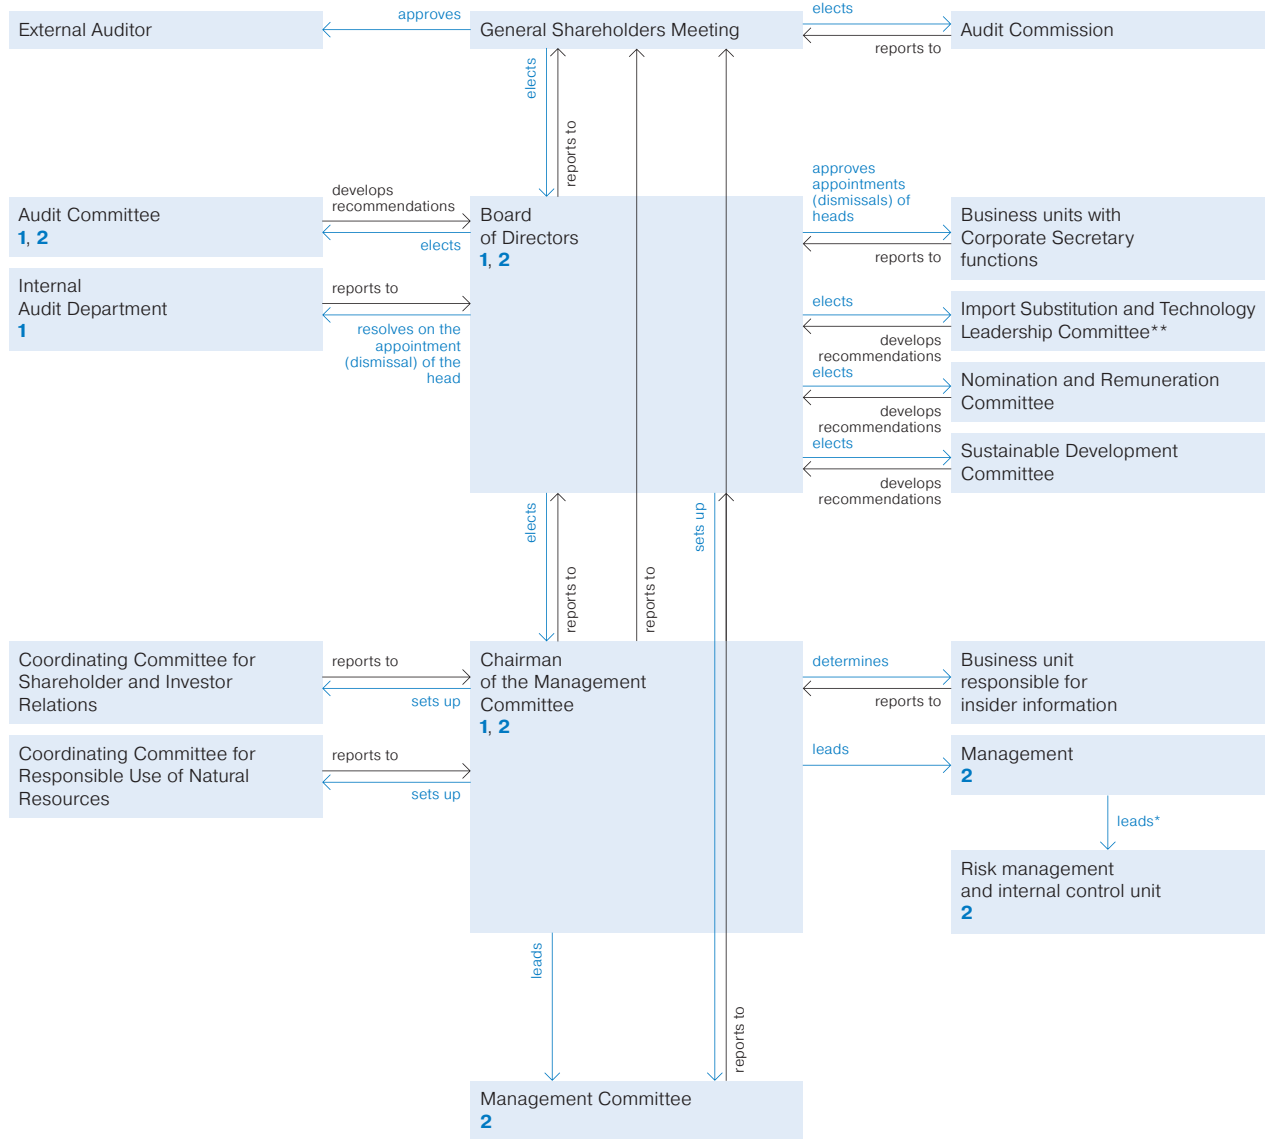 External Auditor
approves
General Shareholders Meeting
elects
reports to
Audit Commission
elects
reports to
Audit Committee
1, 2
develops
recommendations
elects
Board
of Directors
1, 2
approves
appointments
(dismissals) of
heads
reports to
Business units with
Corporate Secretary
functions
Internal
Audit Department
1
reports to
resolves on the
appointment
(dismissal) of the
head
elects
develops
recommendations
Import Substitution and Technology
Leadership Committee**
elects
develops
recommendations
Nomination and Remuneration
Committee
elects
develops
recommendations
Sustainable Development
Committee
elects
reports to
reports to
sets up
Coordinating Committee for
Shareholder and Investor
Relations
reports to
sets up
Chairman
of the Management
Committee
1, 2
determines
reports to
Business unit
responsible for
insider information
Coordinating Committee for
Responsible Use of Natural
Resources
reports to
sets up
leads
Management
2
leads*
Risk management
and internal control unit
2
leads
reports to
Management Committee
2